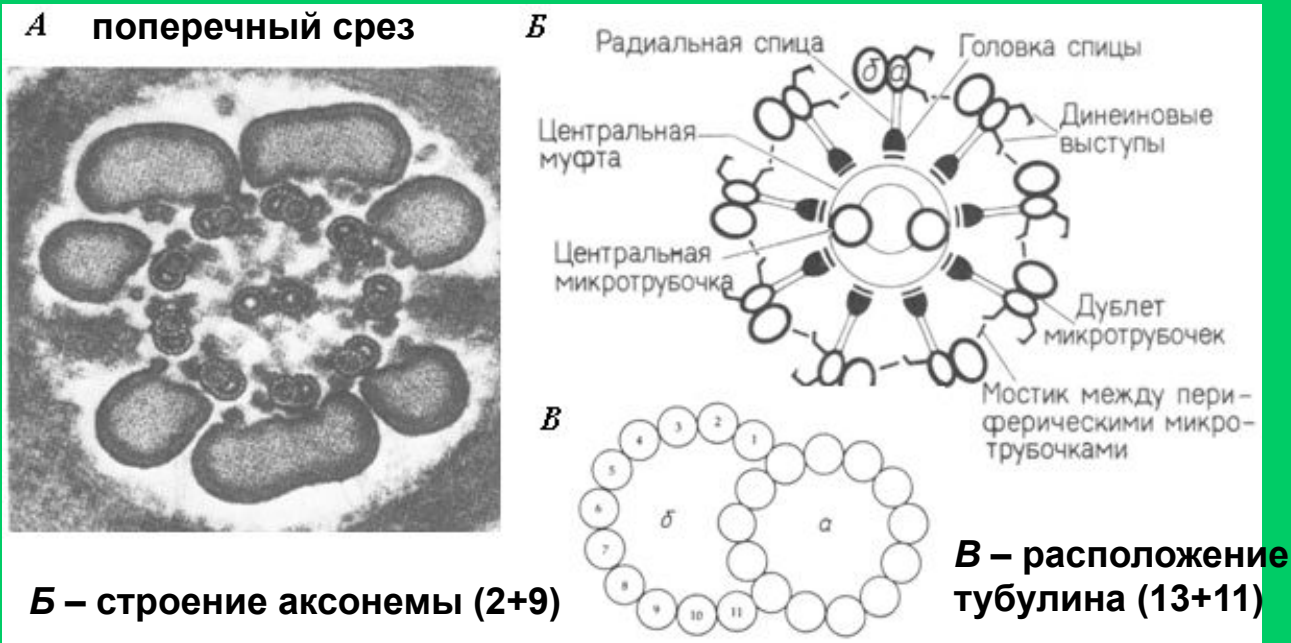 А поперечный срез
Б
Радиальная спица
Головка спицы
б а
Динеиновые
выступы
Центральная
муфта
Центральная
микротрубочка
Дублет
микротрубочек
Мостик между пери-
ферическими микро-
трубочками
В
1
2
3
4
5
6
7
8
9
10
11
б
а
В – расположение
тубулина (13+11)
Б – строение аксонемы (2+9)